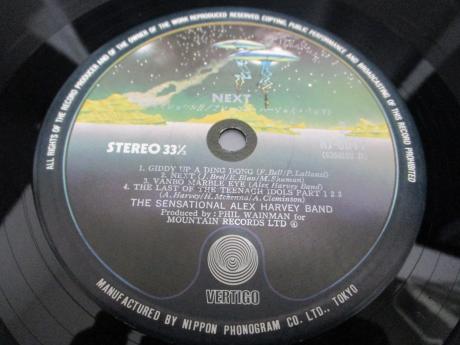 ALL RIGHTS OF THE RECORD PRODUCER AND OF THE OWNER OF THE WORK REPRODUCED RESERVED COPYING, PUBLIC PERFORMANCE AND BROADCASTING OF THIS RECORD PROHIBITED
NEXT
STEREO 33⅓
1. GIDDY UP A DING DONG (F. Bell/P. Lattanzi)
2. NEXT (J. Brel/E. Blau/M. Shuman)
3. VANBO MARBLE EYE (Alex Harvey Band)
4. THE LAST OF THE TEENAGE IDOLS PART 1 2 3
(A. Harvey/H. Mckenna/A. Cleminton)
THE SENSATIONAL ALEX HARVEY BAND
Produced by: PHIL WAINMAN for
MOUNTAIN RECORDS LTD ④
VERTIGO
MANUFACTURED BY NIPPON PHONOGRAM CO. LTD., TOKYO